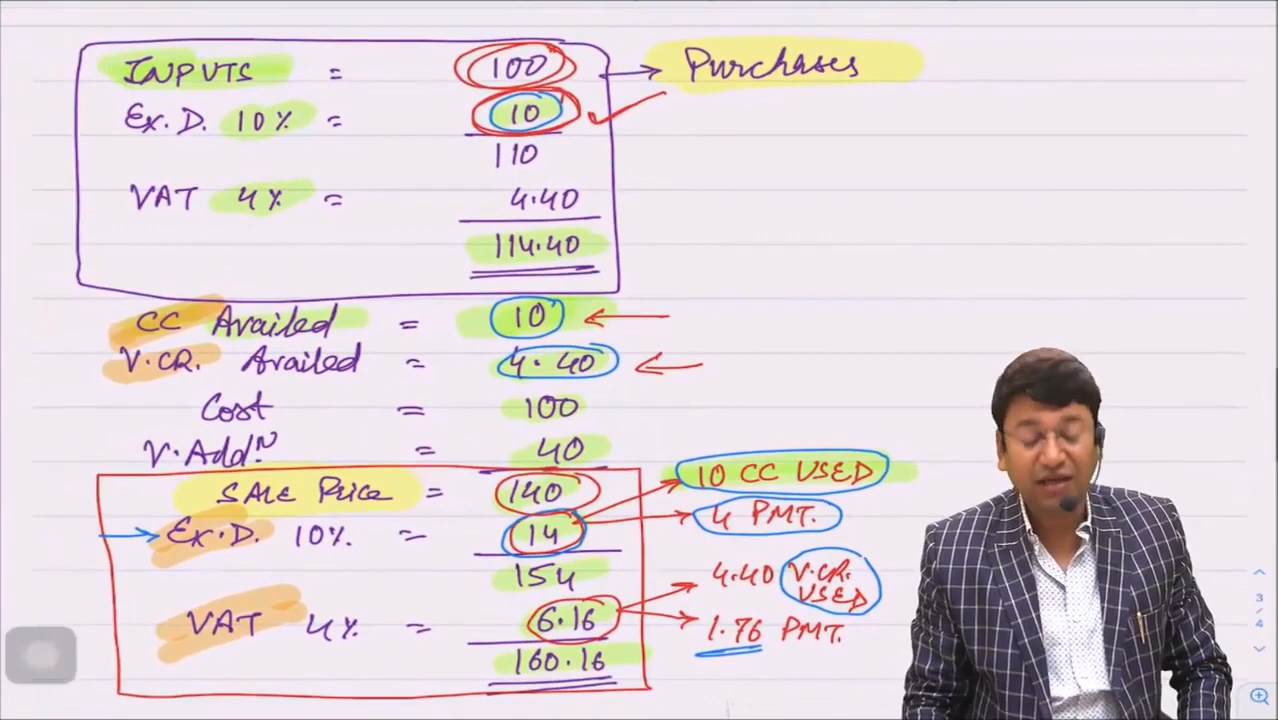 INPUTS = 100 → Purchases
Ex.D. 10% = 10
110
VAT 4% = 4.40
114.40
CC Availed = 10
V.CR. Availed = 4.40
Cost = 100
V.Addⁿ = 40
SALE Price = 140
10 CC USED
Ex.D. 10% = 14
4 PMT.
154
4.40 V.CR. USED
VAT 4% = 6.16
1.76 PMT.
160.16
3
4